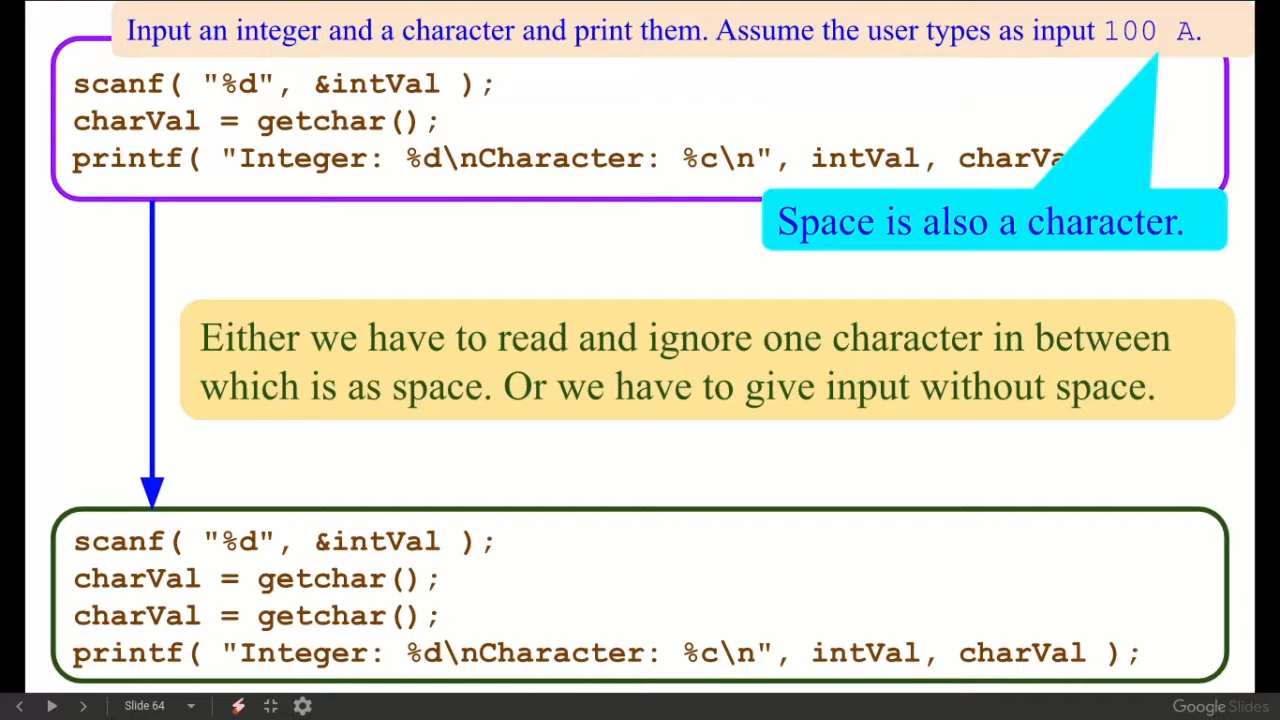 Input an integer and a character and print them. Assume the user types as input 100 A.
scanf( "%d", &intVal );
charVal = getchar();
printf( "Integer: %d\nCharacter: %c\n", intVal, charVa
Space is also a character.
Either we have to read and ignore one character in between
which is as space. Or we have to give input without space.
scanf( "%d", &intVal );
charVal = getchar();
charVal = getchar();
printf( "Integer: %d\nCharacter: %c\n", intVal, charVal );
Slide 64
Google Slides